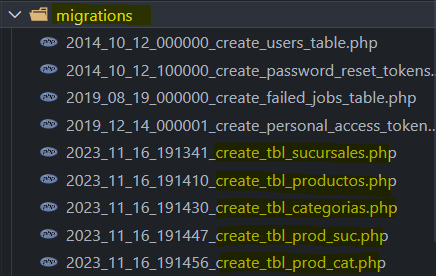 migrations
2014_10_12_000000_create_users_table.php
2014_10_12_100000_create_password_reset_tokens...
2019_08_19_000000_create_failed_jobs_table.php
2019_12_14_000001_create_personal_access_token...
2023_11_16_191341_create_tbl_sucursales.php
2023_11_16_191410_create_tbl_productos.php
2023_11_16_191430_create_tbl_categorias.php
2023_11_16_191447_create_tbl_prod_suc.php
2023_11_16_191456_create_tbl_prod_cat.php